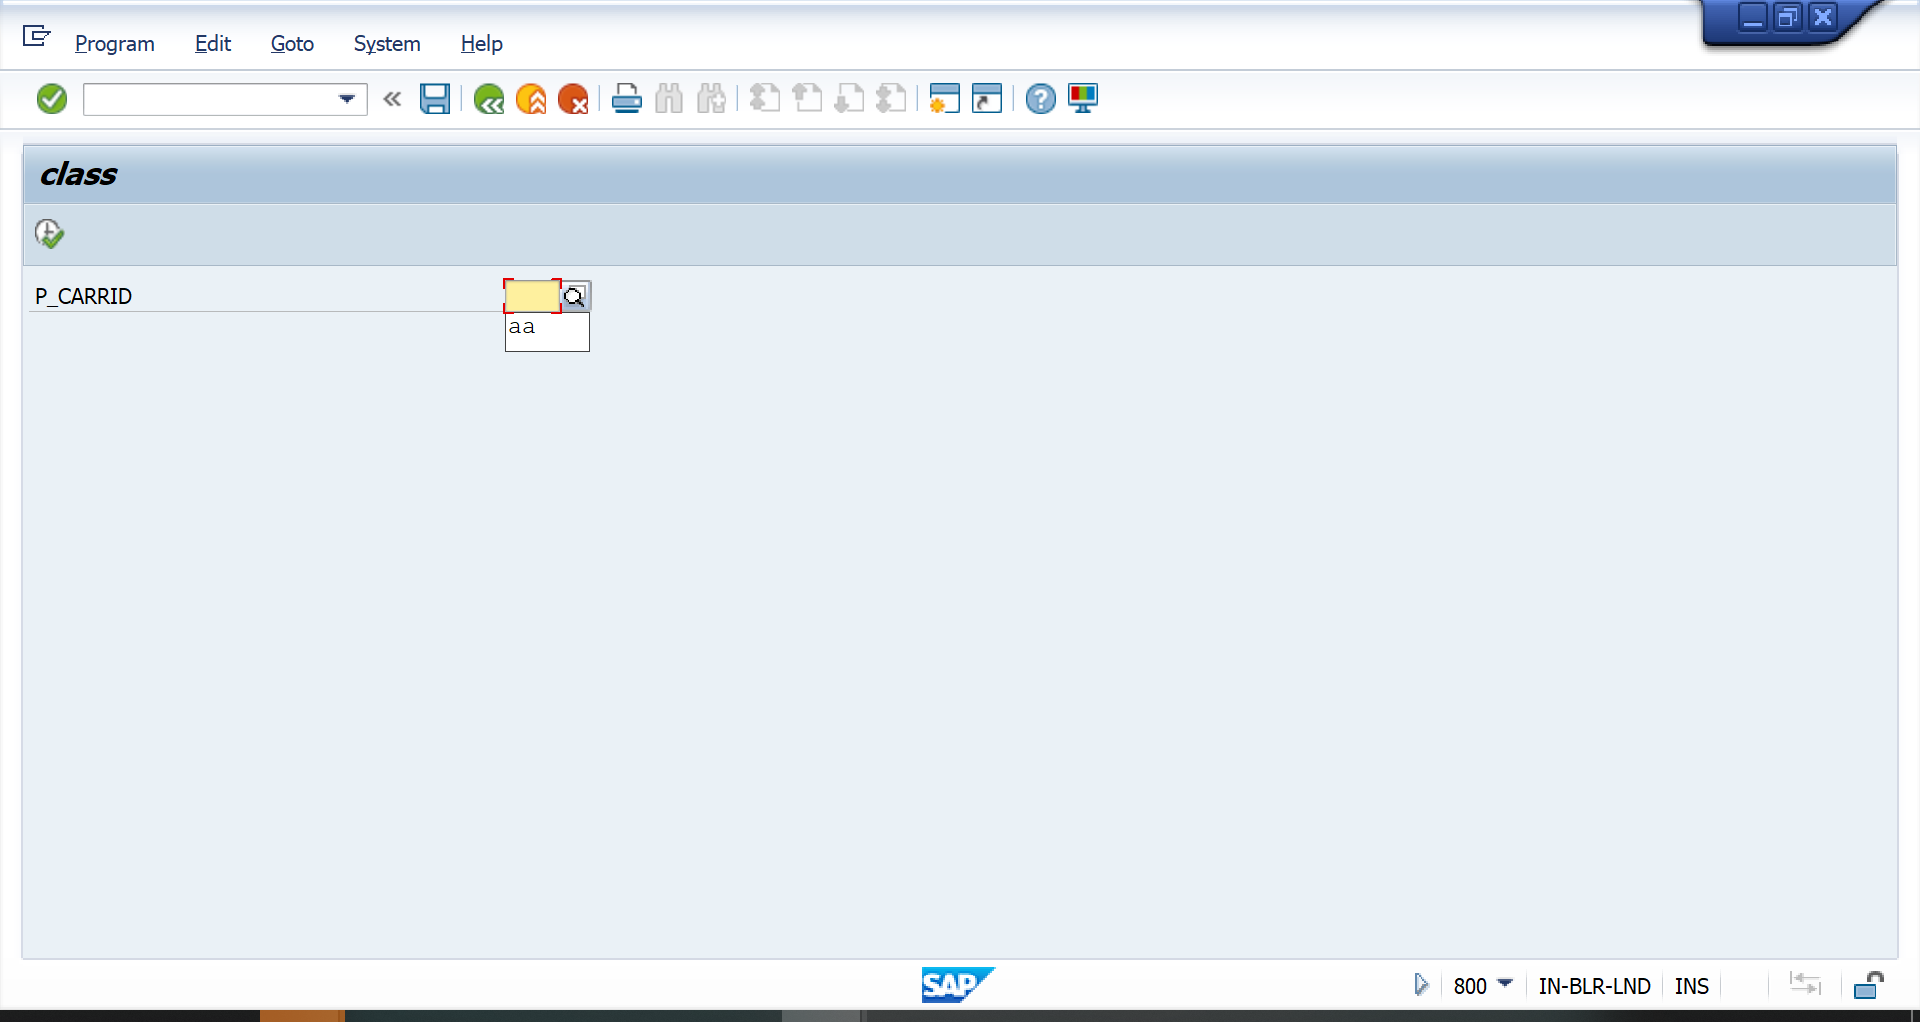 Program Edit Goto System Help
class
P_CARRID
aa
SAP
800 IN-BLR-LND INS